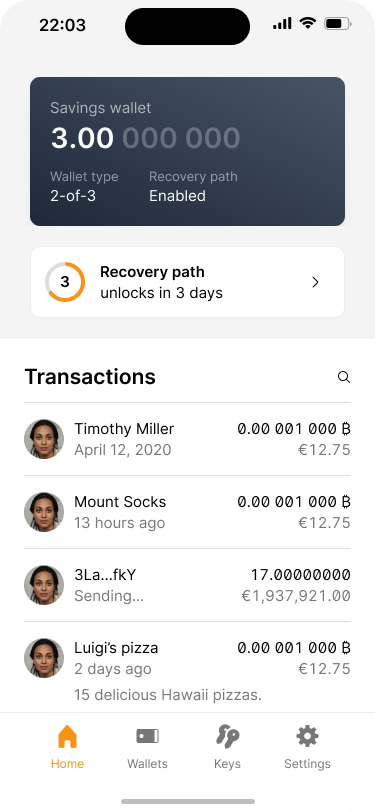 22:03
Savings wallet
3.00 000 000
Wallet type Recovery path
2-of-3 Enabled
3
Recovery path
unlocks in 3 days
Transactions
Timothy Miller 0.00 001 000 ₿
April 12, 2020 €12.75
Mount Socks 0.00 001 000 ₿
13 hours ago €12.75
3La...fkY 17.00000000
Sending... €1,937,921.00
Luigi’s pizza 0.00 001 000 ₿
2 days ago €12.75
15 delicious Hawaii pizzas.
Home Wallets Keys Settings